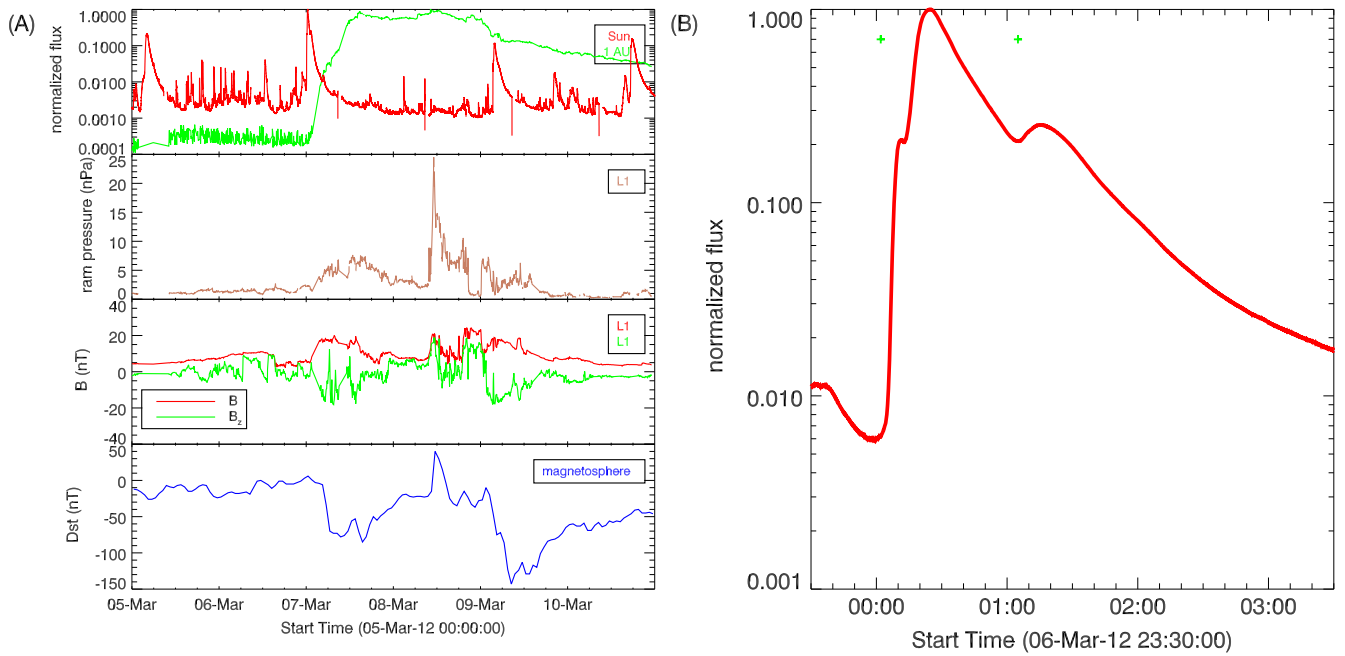 (A)
normalized flux
1.0000
0.1000
0.0100
0.0010
0.0001
Sun
1 AU
ram pressure (nPa)
25
20
15
10
5
0
L1
B (nT)
40
20
0
-20
-40
L1
L1
B
Bz
Dst (nT)
50
0
-50
-100
-150
magnetosphere
05-Mar 06-Mar 07-Mar 08-Mar 09-Mar 10-Mar
Start Time (05-Mar-12 00:00:00)
(B)
normalized flux
1.000
0.100
0.010
0.001
00:00 01:00 02:00 03:00
Start Time (06-Mar-12 23:30:00)